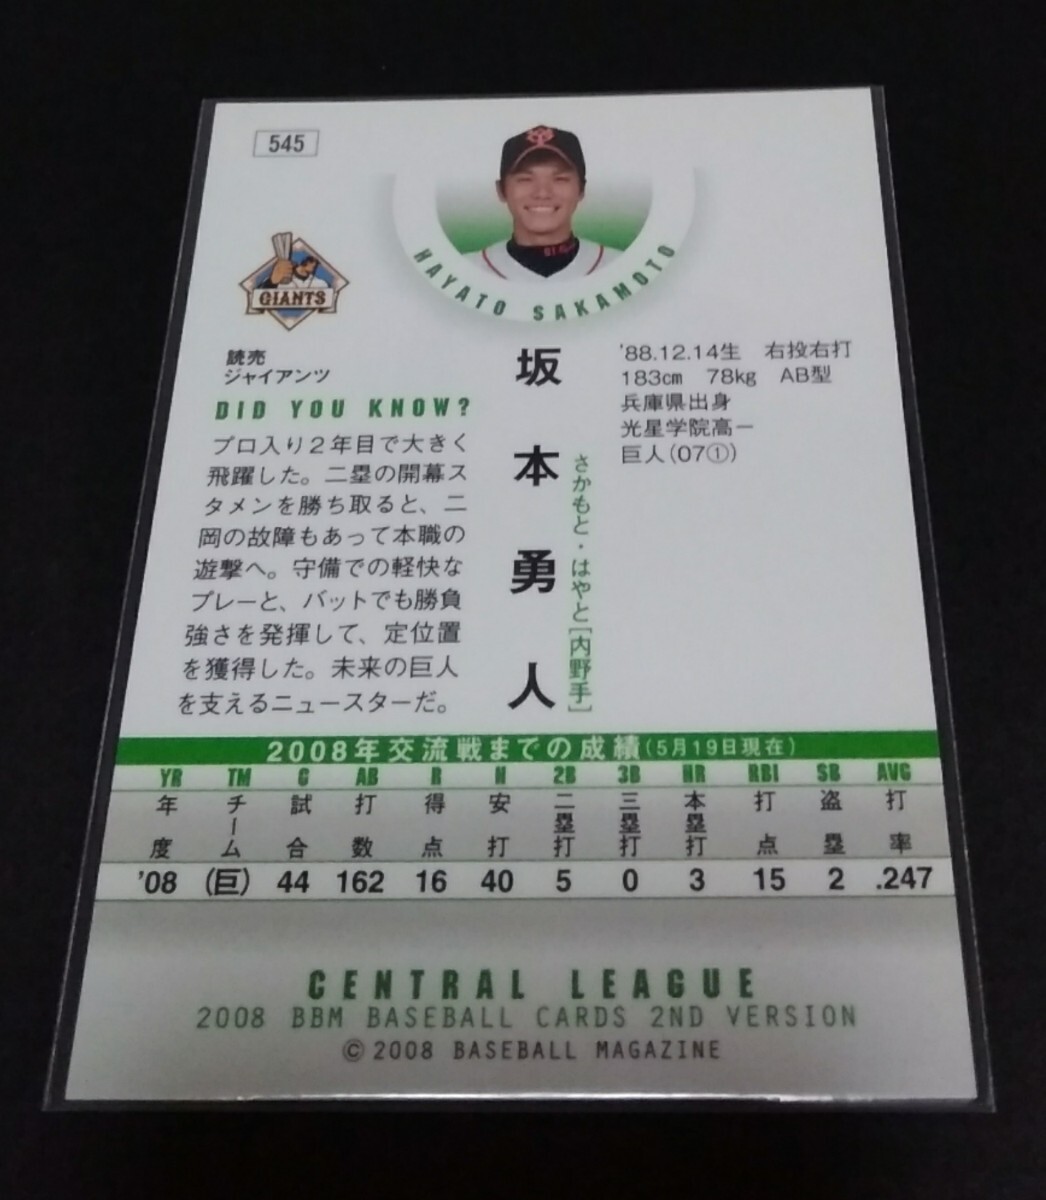 545
GIANTS
HAYATO SAKAMOTO
読売
ジャイアンツ
DID YOU KNOW?
プロ入り2年目で大きく
飛躍した。二塁の開幕ス
タメンを勝ち取ると、二
岡の故障もあって本職の
遊撃へ。守備での軽快な
プレーと、バットでも勝負
強さを発揮して、定位置
を獲得した。未来の巨人
を支えるニュースターだ。
坂本勇人
さかもと・はやと[内野手]
'88.12.14生 右投右打
183cm 78kg AB型
兵庫県出身
光星学院高ー
巨人(07①)
2008年交流戦までの成績(5月19日現在)
YR TM G AB R H 2B 3B HR RBI SB AVG
年度 チーム 試合 打数 得点 安打 二塁打 三塁打 本塁打 打点 盗塁 打率
'08 (巨) 44 162 16 40 5 0 3 15 2 .247
CENTRAL LEAGUE
2008 BBM BASEBALL CARDS 2ND VERSION
©2008 BASEBALL MAGAZINE